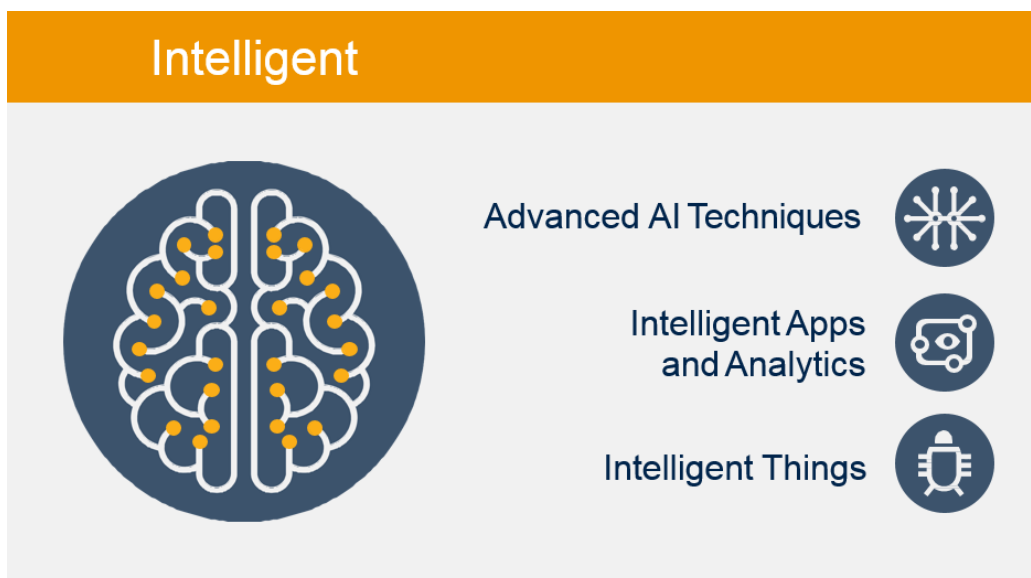 Intelligent
Advanced AI Techniques
Intelligent Apps
and Analytics
Intelligent Things